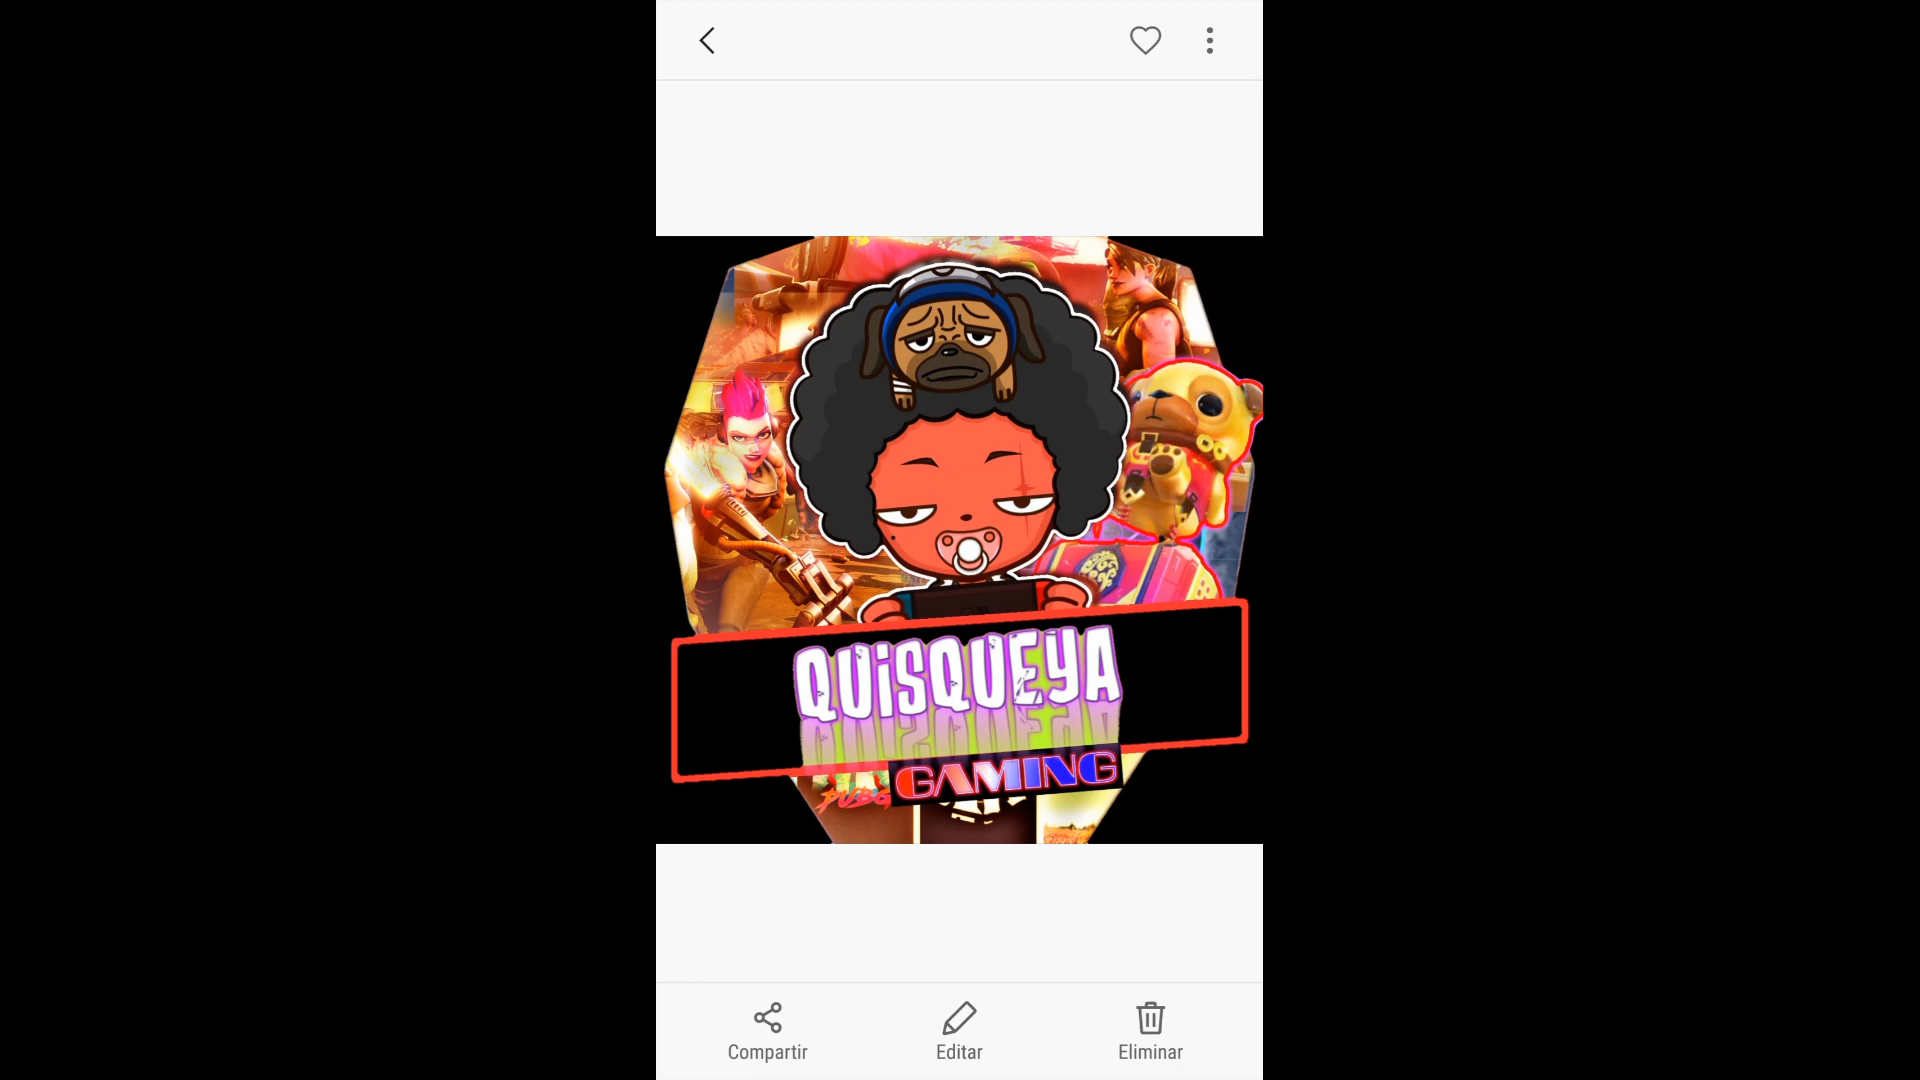 QUiSQUEYA
GAMING
PUBG
Compartir
Editar
Eliminar